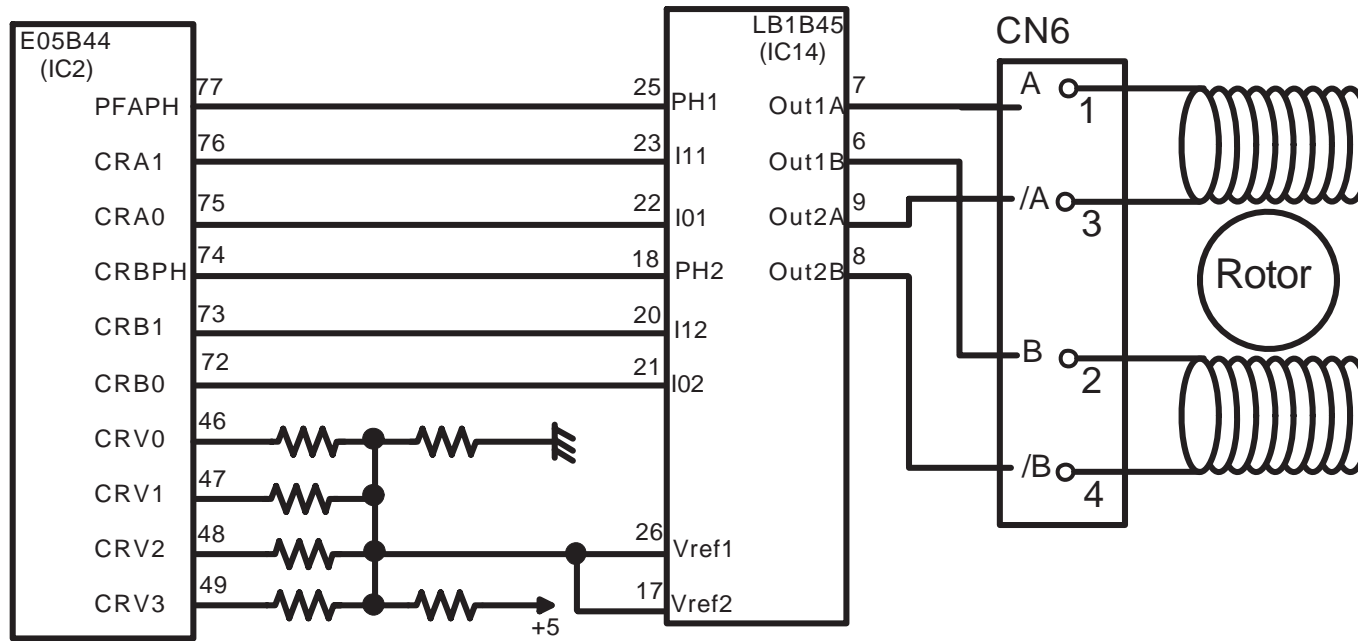 E05B44
(IC2)
PFAPH
CRA1
CRA0
CRBPH
CRB1
CRB0
CRV0
CRV1
CRV2
CRV3
77
76
75
74
73
72
46
47
48
49
+5
25
23
22
18
20
21
26
17
LB1B45
(IC14)
PH1
I11
I01
PH2
I12
I02
Vref1
Vref2
Out1A
Out1B
Out2A
Out2B
7
6
9
8
CN6
A
1
/A
3
B
2
/B
4
Rotor